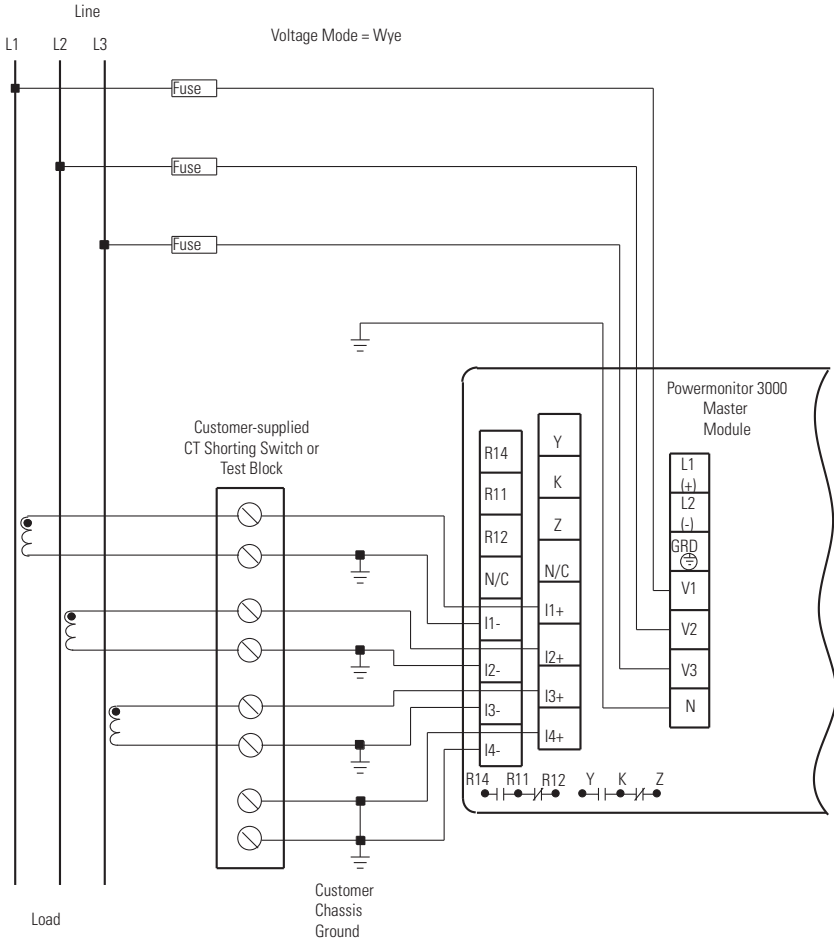 Line
Voltage Mode = Wye
L1
L2
L3
Fuse
Fuse
Fuse
Powermonitor 3000
Master
Module
Customer-supplied
CT Shorting Switch or
Test Block
R14
R11
R12
N/C
I1-
I2-
I3-
I4-
Y
K
Z
N/C
I1+
I2+
I3+
I4+
L1
(+)
L2
(-)
GRD
V1
V2
V3
N
R14
R11
R12
Y
K
Z
Customer
Chassis
Ground
Load